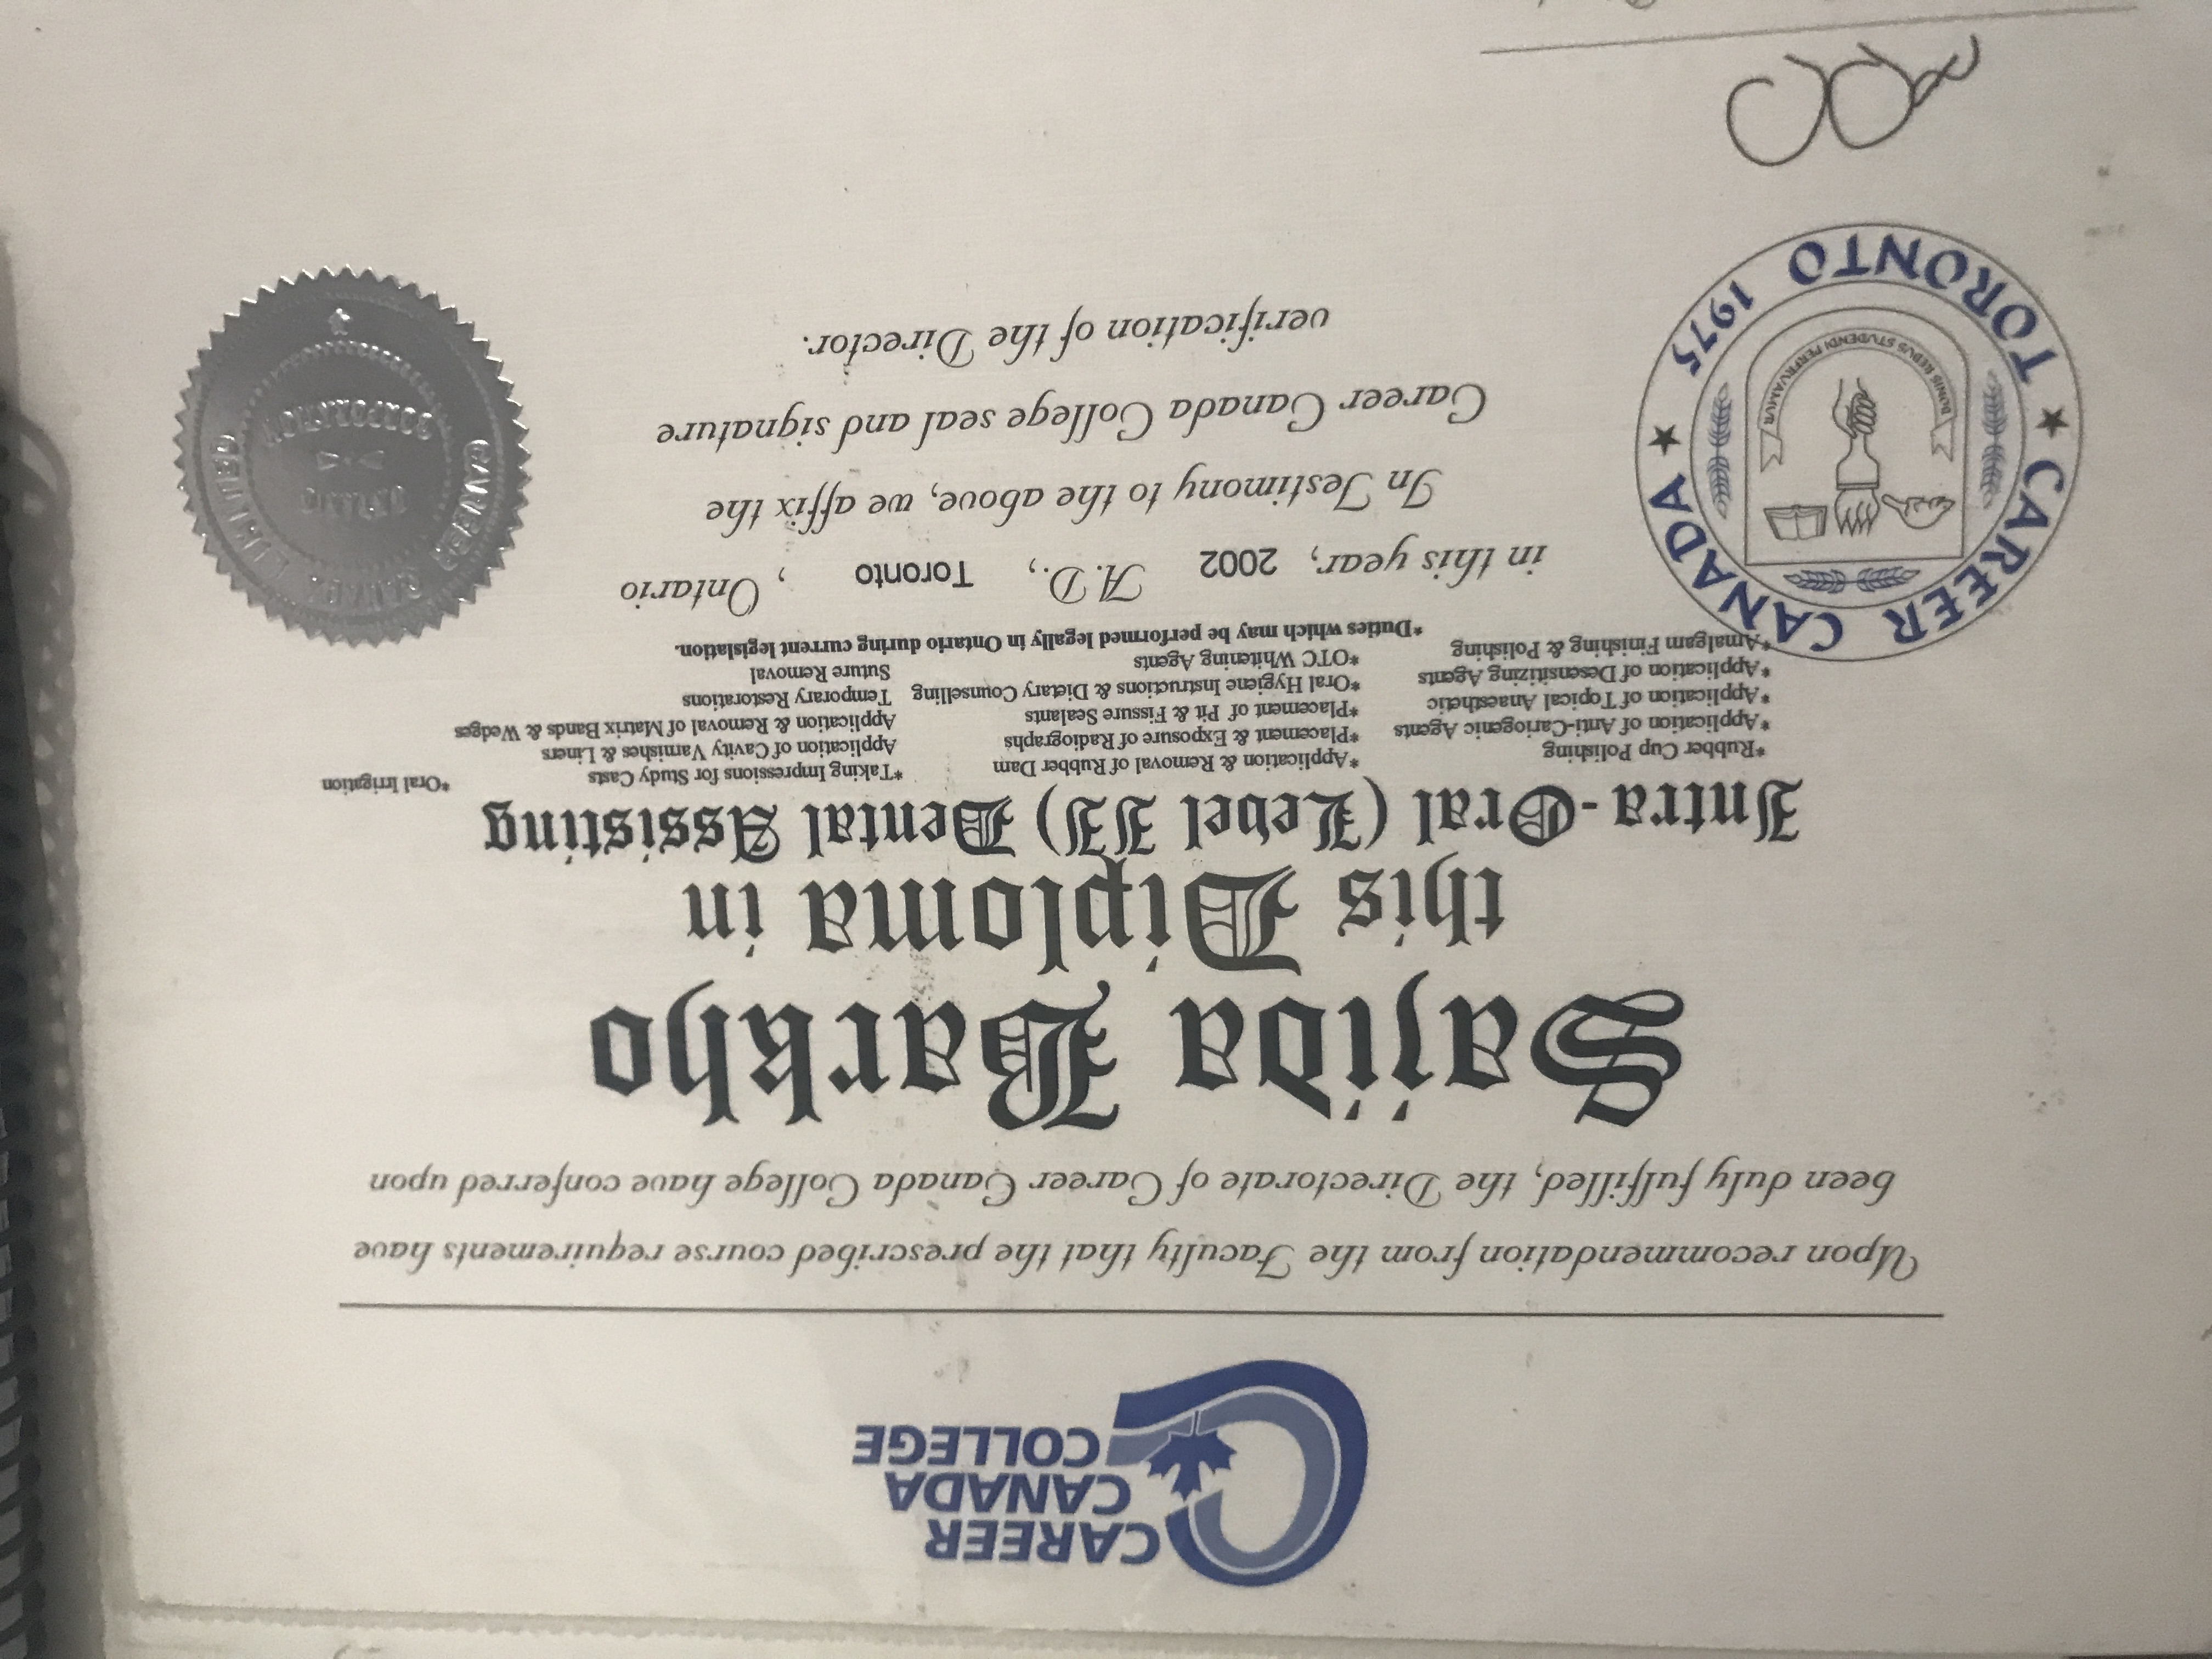 CAREER
CANADA
COLLEGE
Upon recommendation from the Faculty that the prescribed course requirements have
been duly fulfilled, the Directorate of Career Canada College have conferred upon
Sajida Barkho
this Diploma in
Intra-Oral (Level II) Dental Assisting
*Rubber Cup Polishing
*Application of Anti-Cariogenic Agents
*Application of Topical Anaesthetic
*Application of Desensitizing Agents
*Amalgam Finishing & Polishing
*Application & Removal of Rubber Dam
*Placement & Exposure of Radiographs
*Placement of Pit & Fissure Sealants
*Oral Hygiene Instructions & Dietary Counselling
*OTC Whitening Agents
*Taking Impressions for Study Casts
Application of Cavity Varnishes & Liners
Application & Removal of Matrix Bands & Wedges
Temporary Restorations
Suture Removal
*Oral Irrigation
*Duties which may be performed legally in Ontario during current legislation.
in this year, 2002 A.D., Toronto , Ontario
In Testimony to the above, we affix the
Career Canada College seal and signature
verification of the Director.
CAREER CANADA
TORONTO 1975
BONIS REBUS STUDENDI PERFRVAMVR
CAREER CANADA LIMITED
ONTARIO
CORPORATION